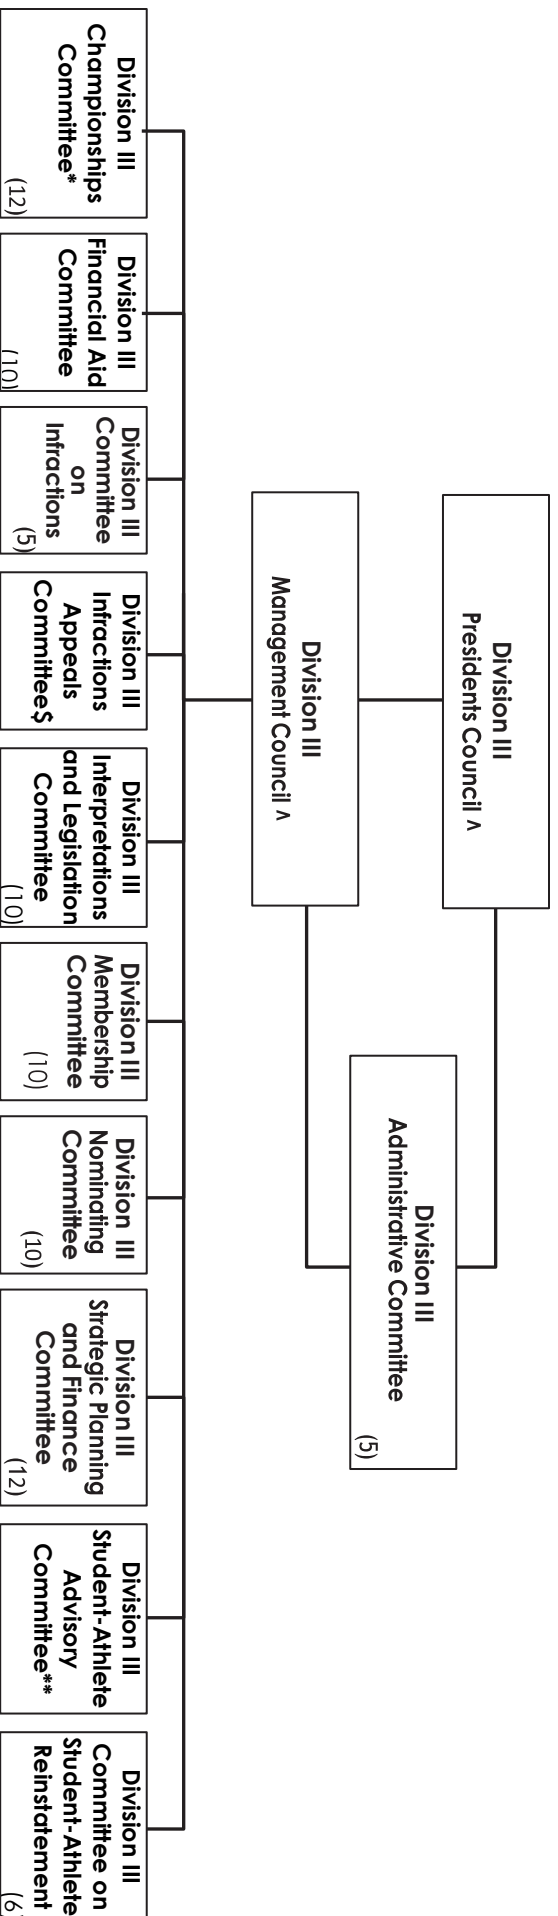 Division III
Presidents Council ^
Division III
Management Council ^
Division III
Administrative Committee
(5)
Division III
Championships
Committee*
(12)
Division III
Financial Aid
Committee
(10)
Division III
Committee
on
Infractions
(5)
Division III
Infractions
Appeals
Committee$
Division III
Interpretations
and Legislation
Committee
(10)
Division III
Membership
Committee
(10)
Division III
Nominating
Committee
(10)
Division III
Strategic Planning
and Finance
Committee
(12)
Division III
Student-Athlete
Advisory
Committee**
Division III
Committee on
Student-Athlete
Reinstatement
(6)